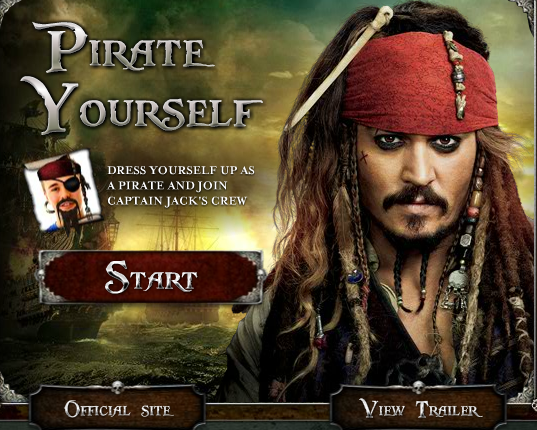 PIRATE
YOURSELF
DRESS YOURSELF UP AS
A PIRATE AND JOIN
CAPTAIN JACK'S CREW
START
OFFICIAL SITE
VIEW TRAILER